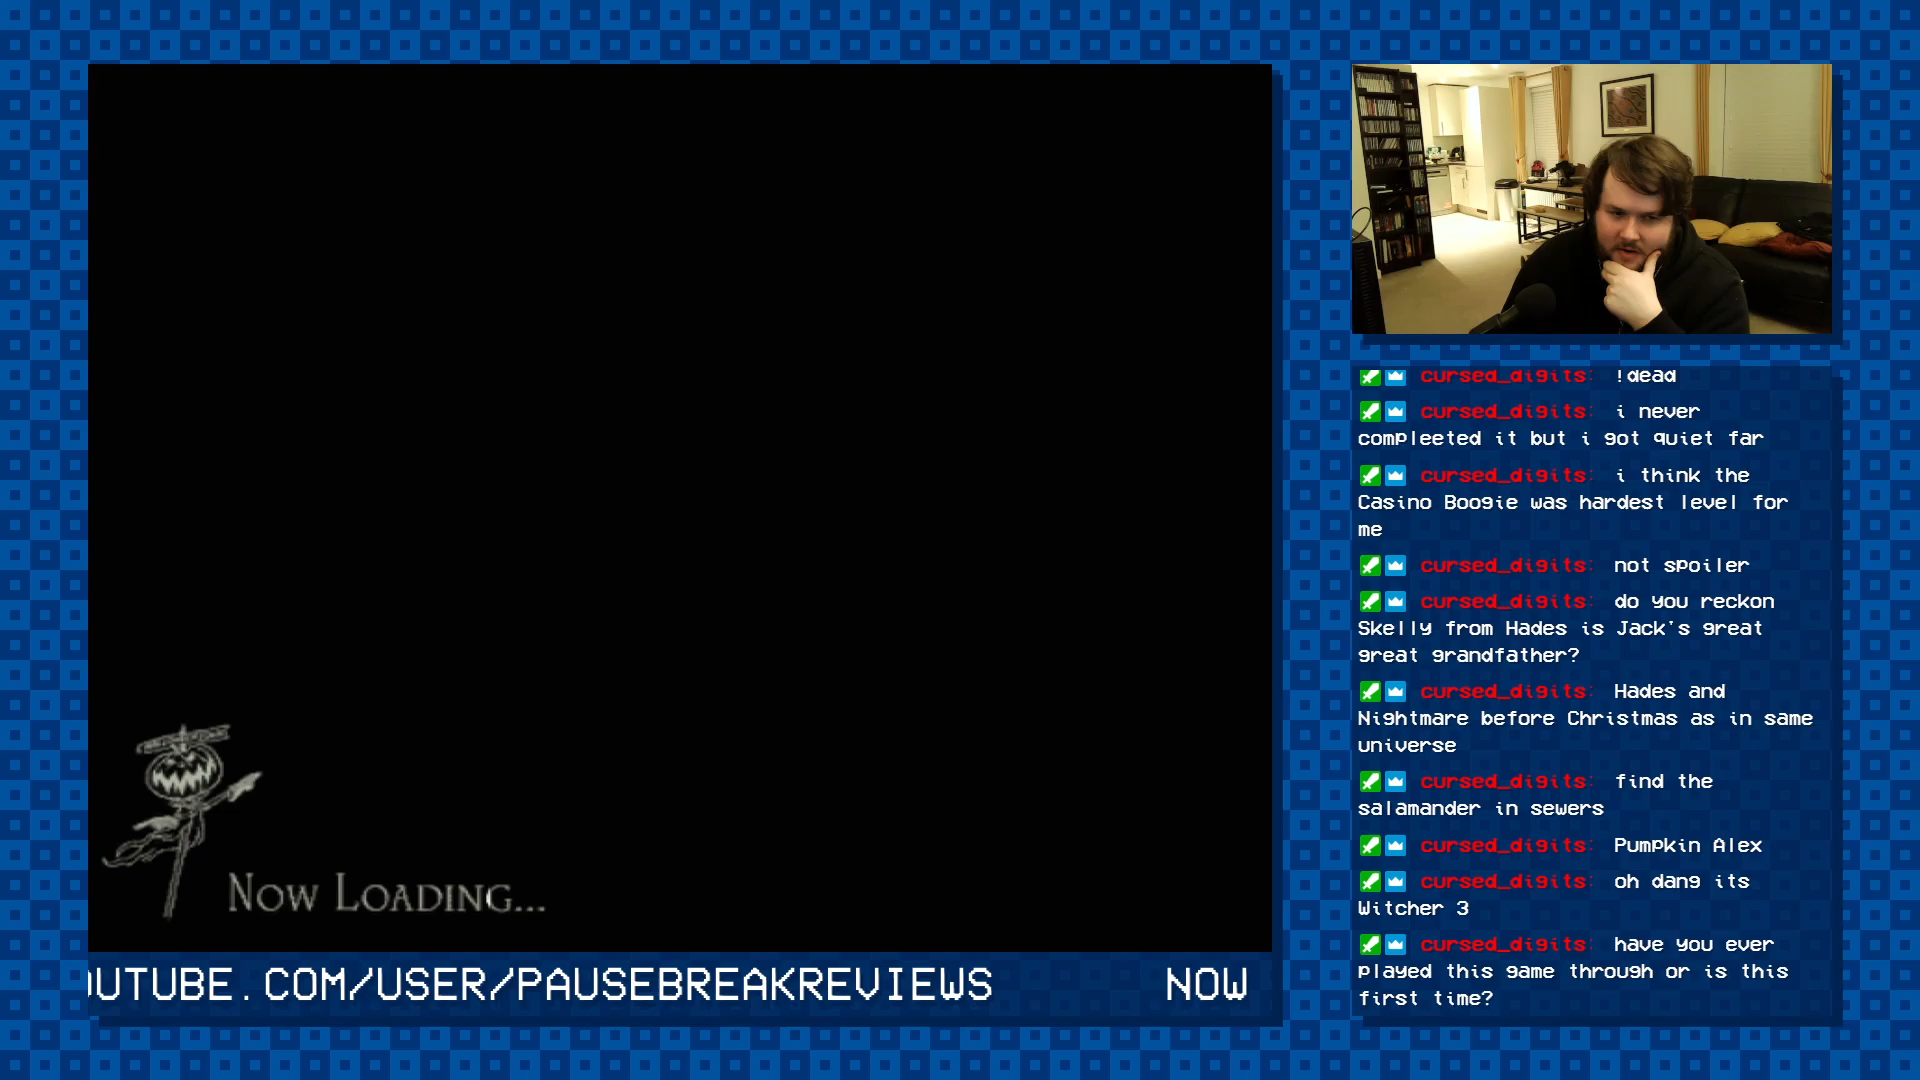 cursed_digits: !dead
cursed_digits: i never
compleeted it but i got quiet far
cursed_digits: i think the
Casino Boogie was hardest level for
me
cursed_digits: not spoiler
cursed_digits: do you reckon
Skelly from Hades is Jack's great
great grandfather?
cursed_digits: Hades and
Nightmare before Christmas as in same
universe
cursed_digits: find the
salamander in sewers
cursed_digits: Pumpkin Alex
cursed_digits: oh dang its
Witcher 3
cursed_digits: have you ever
played this game through or is this
first time?
Now Loading...
OUTUBE.COM/USER/PAUSEBREAKREVIEWS NOW